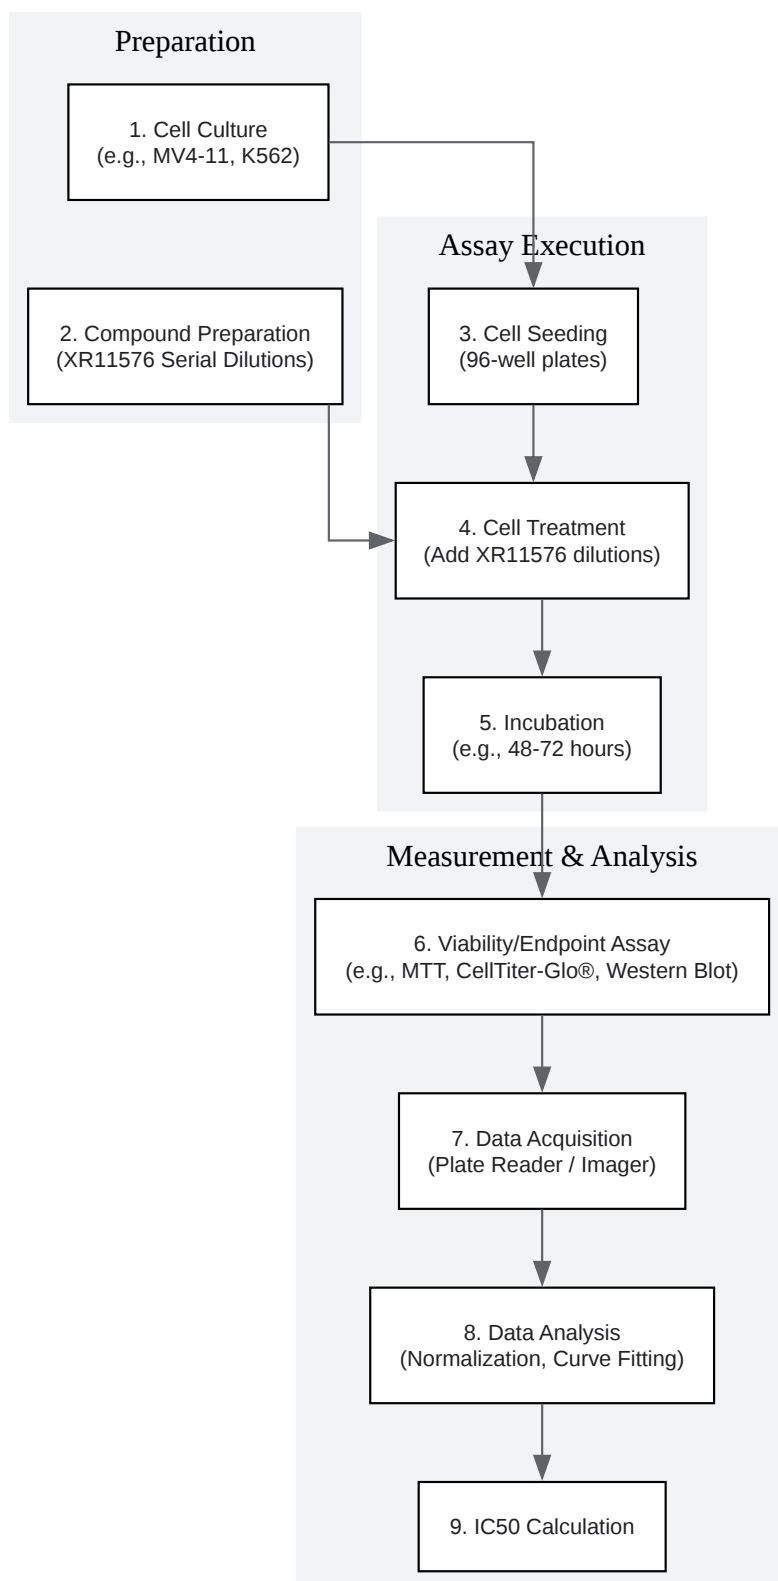 Preparation
1. Cell Culture
(e.g., MV4-11, K562)
2. Compound Preparation
(XR11576 Serial Dilutions)
Assay Execution
3. Cell Seeding
(96-well plates)
4. Cell Treatment
(Add XR11576 dilutions)
5. Incubation
(e.g., 48-72 hours)
Measurement & Analysis
6. Viability/Endpoint Assay
(e.g., MTT, CellTiter-Glo®, Western Blot)
7. Data Acquisition
(Plate Reader / Imager)
8. Data Analysis
(Normalization, Curve Fitting)
9. IC50 Calculation